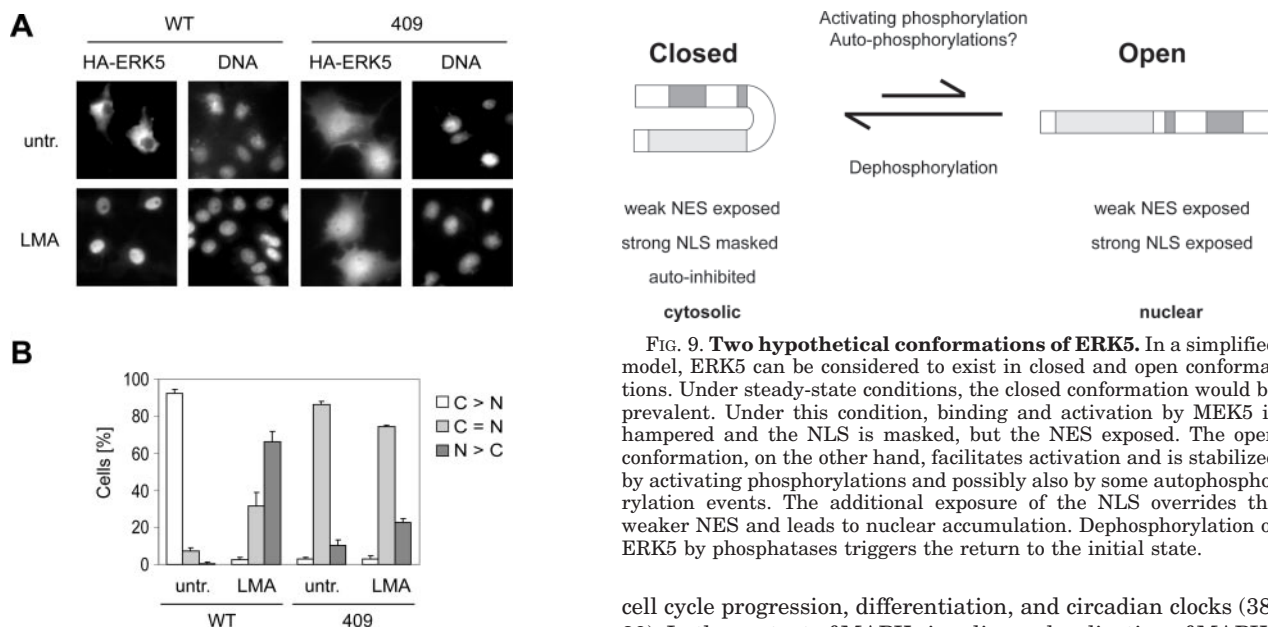 A
WT
409
HA-ERK5
DNA
HA-ERK5
DNA
untr.
LMA
B
100
80
60
40
20
0
Cells [%]
C > N
C = N
N > C
untr.
LMA
untr.
LMA
WT
409
Activating phosphorylation
Auto-phosphorylations?
Closed
Open
Dephosphorylation
weak NES exposed
strong NLS masked
auto-inhibited
cytosolic
weak NES exposed
strong NLS exposed
nuclear
FIG. 9. Two hypothetical conformations of ERK5. In a simplified
model, ERK5 can be considered to exist in closed and open conforma
tions. Under steady-state conditions, the closed conformation would b
prevalent. Under this condition, binding and activation by MEK5 i
hampered and the NLS is masked, but the NES exposed. The open
conformation, on the other hand, facilitates activation and is stabilized
by activating phosphorylations and possibly also by some autophospho
rylation events. The additional exposure of the NLS overrides th
weaker NES and leads to nuclear accumulation. Dephosphorylation o
ERK5 by phosphatases triggers the return to the initial state.
cell cycle progression, differentiation, and circadian clocks (38